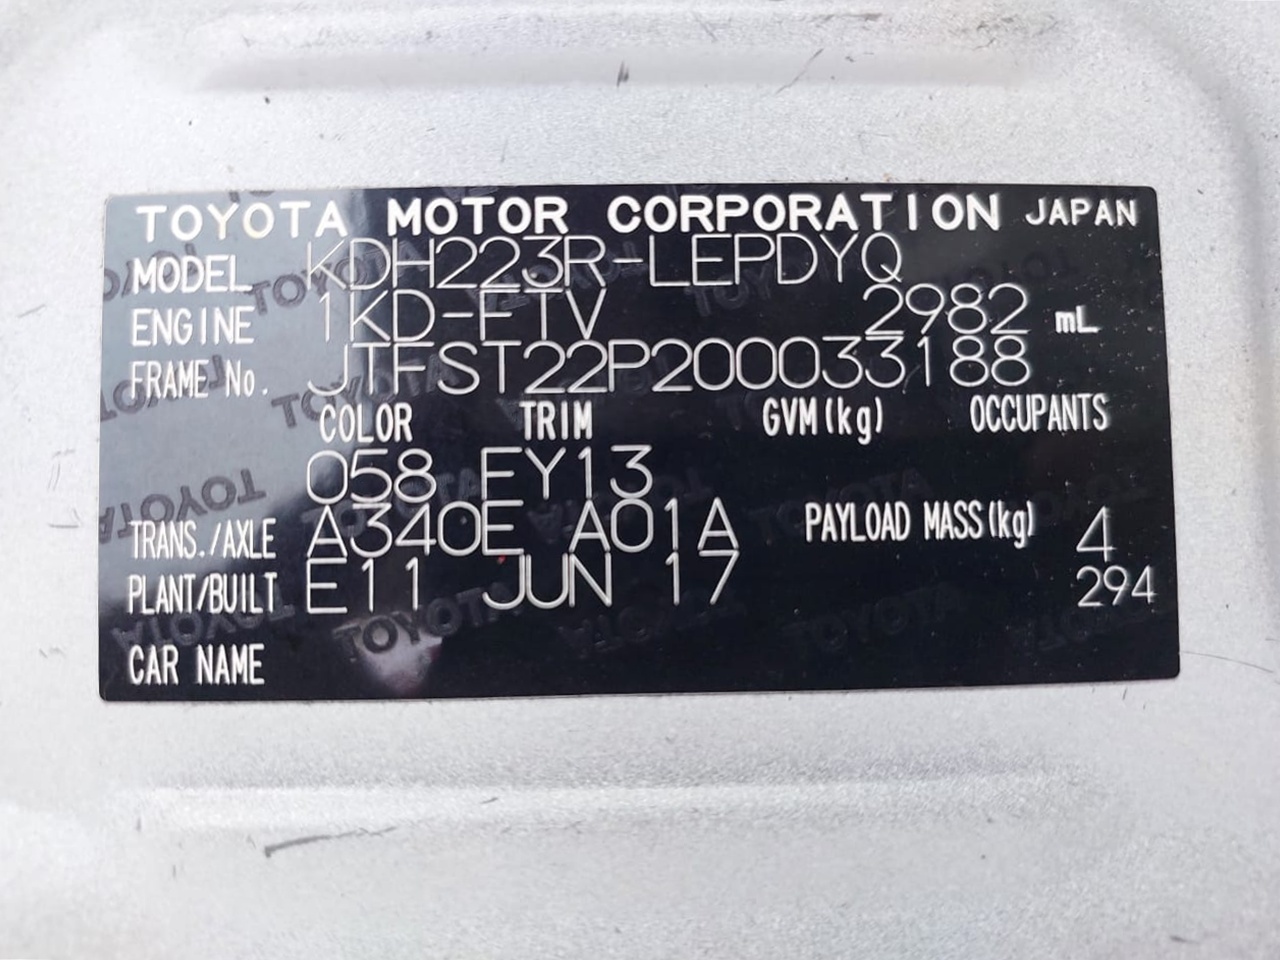 TOYOTA MOTOR CORPORATION JAPAN
MODEL KDH223R-LEPDYQ
ENGINE 1KD-FTV 2982 mL
FRAME No. JTFST22P200033188
COLOR TRIM GVM(kg) OCCUPANTS
058 FY13
TRANS./AXLE A340E A01A PAYLOAD MASS(kg) 4
PLANT/BUILT E11 JUN 17 294
CAR NAME